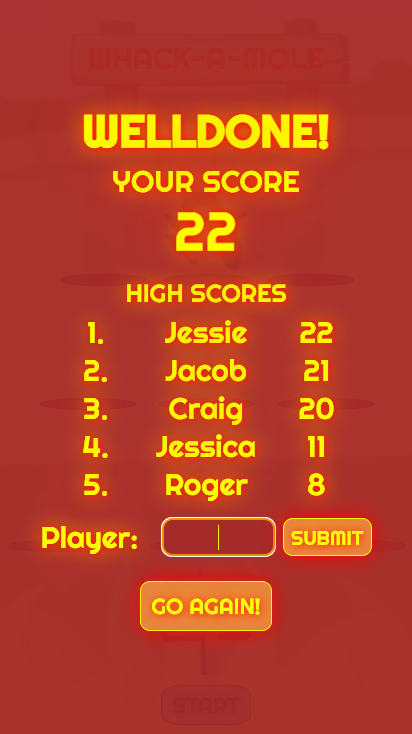 WHACK-A-MOLE
WELLDONE!
YOUR SCORE
22
HIGH SCORES
1. Jessie 22
2. Jacob 21
3. Craig 20
4. Jessica 11
5. Roger 8
Player: SUBMIT
GO AGAIN!
START